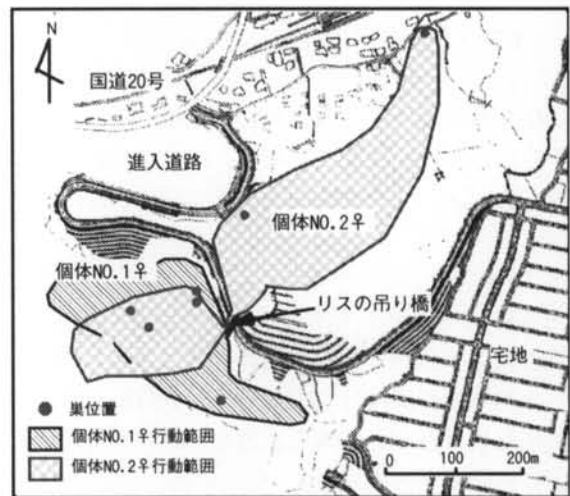 N
国道20号
進入道路
個体NO.2♀
個体NO.1♀
リスの吊り橋
宅地
巣位置
個体NO.1♀行動範囲
個体NO.2♀行動範囲
0 100 200m